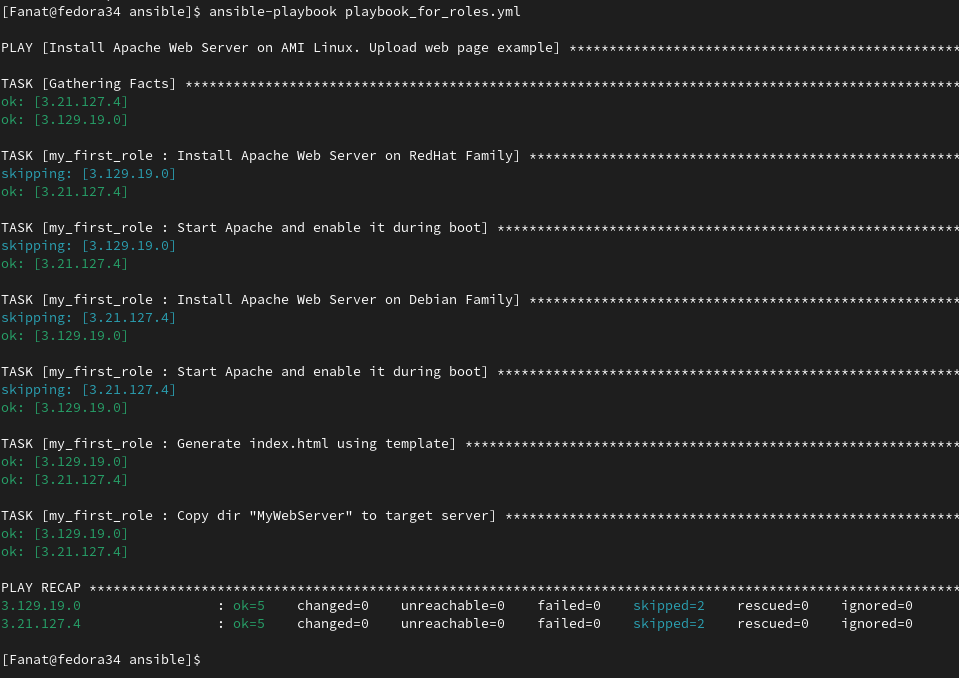 [Fanat@fedora34 ansible]$ ansible-playbook playbook_for_roles.yml
PLAY [Install Apache Web Server on AMI Linux. Upload web page example] *************************************************
TASK [Gathering Facts] *************************************************************************************************
ok: [3.21.127.4]
ok: [3.129.19.0]
TASK [my_first_role : Install Apache Web Server on RedHat Family] ******************************************************
skipping: [3.129.19.0]
ok: [3.21.127.4]
TASK [my_first_role : Start Apache and enable it during boot] **********************************************************
skipping: [3.129.19.0]
ok: [3.21.127.4]
TASK [my_first_role : Install Apache Web Server on Debian Family] ******************************************************
skipping: [3.21.127.4]
ok: [3.129.19.0]
TASK [my_first_role : Start Apache and enable it during boot] **********************************************************
skipping: [3.21.127.4]
ok: [3.129.19.0]
TASK [my_first_role : Generate index.html using template] **************************************************************
ok: [3.129.19.0]
ok: [3.21.127.4]
TASK [my_first_role : Copy dir "MyWebServer" to target server] *********************************************************
ok: [3.129.19.0]
ok: [3.21.127.4]
PLAY RECAP *************************************************************************************************************
3.129.19.0 : ok=5 changed=0 unreachable=0 failed=0 skipped=2 rescued=0 ignored=0
3.21.127.4 : ok=5 changed=0 unreachable=0 failed=0 skipped=2 rescued=0 ignored=0
[Fanat@fedora34 ansible]$